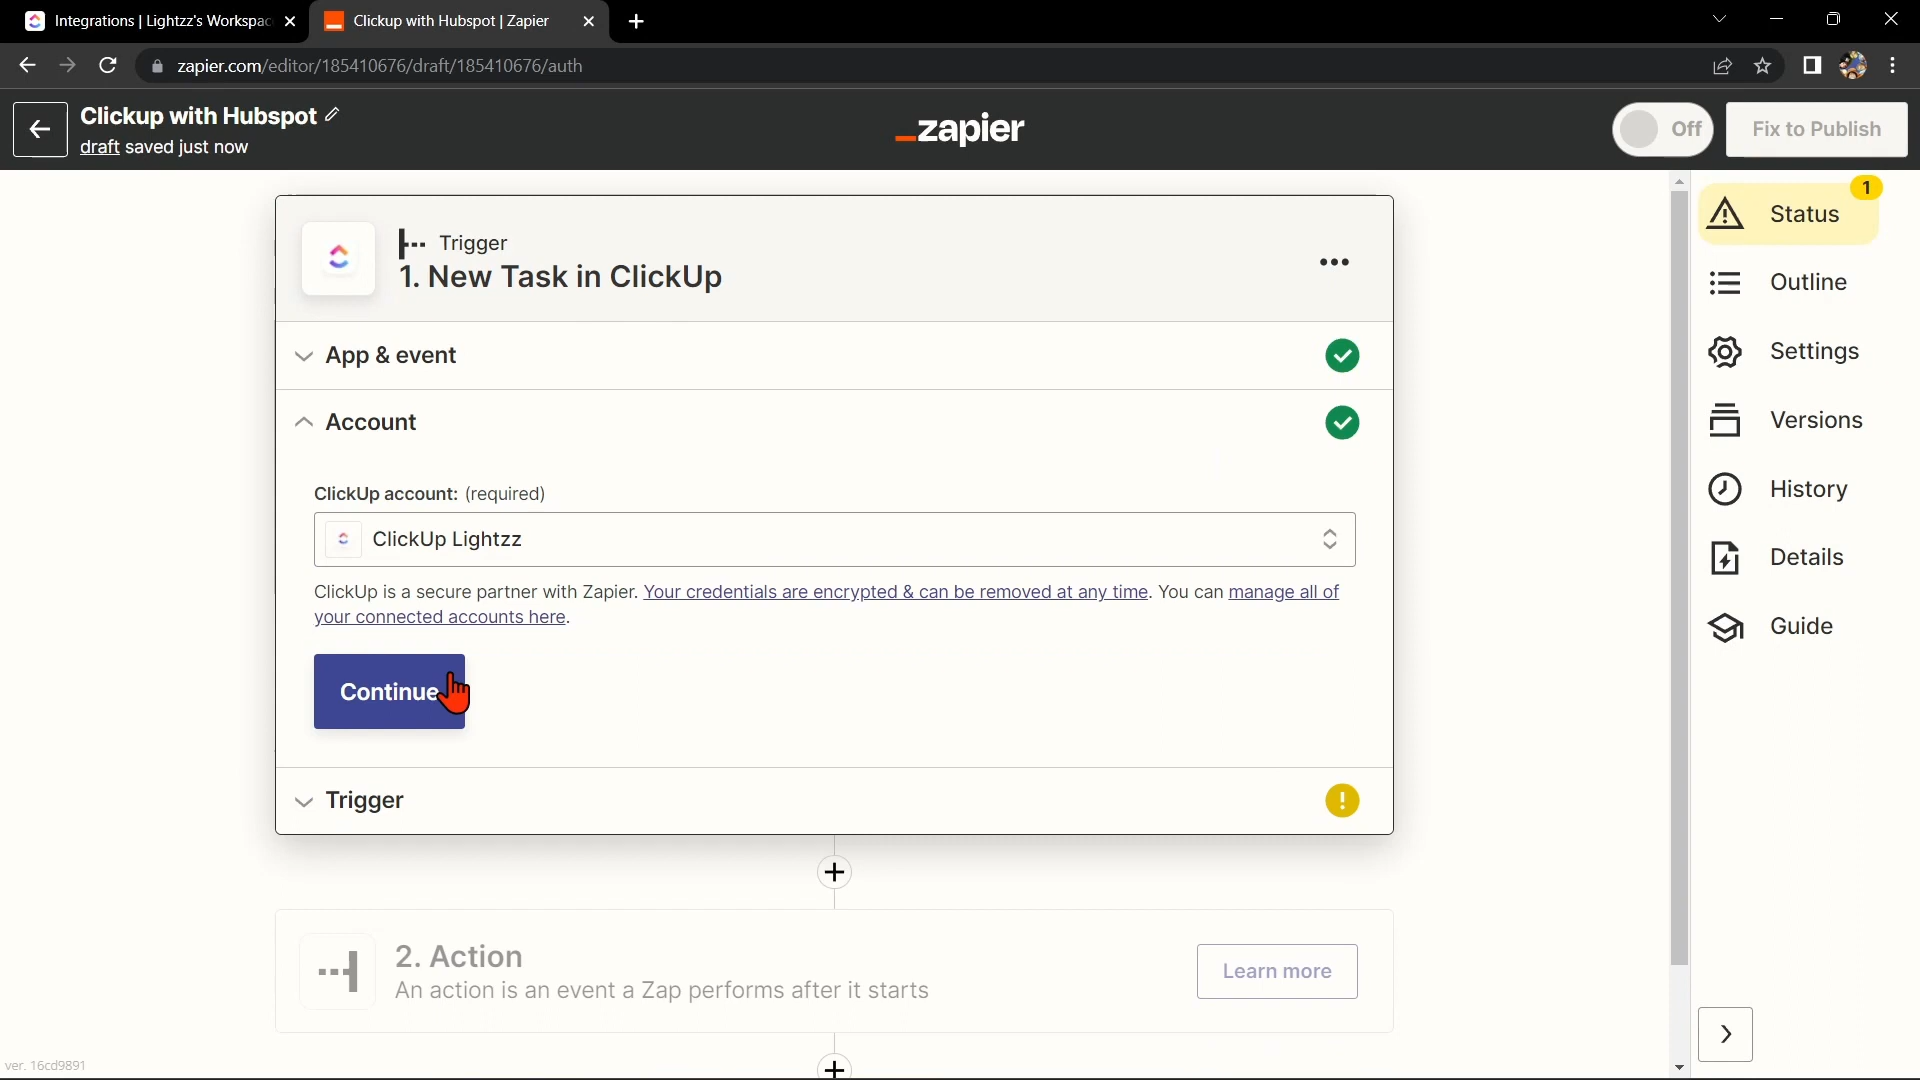 Integrations | Lightzz's Workspac
Clickup with Hubspot | Zapier
zapier.com/editor/185410676/draft/185410676/auth
Clickup with Hubspot
draft saved just now
_zapier
Off
Fix to Publish
Trigger
1. New Task in ClickUp
App & event
Account
ClickUp account: (required)
ClickUp Lightzz
ClickUp is a secure partner with Zapier. Your credentials are encrypted & can be removed at any time. You can manage all of
your connected accounts here.
Continue
Trigger
2. Action
An action is an event a Zap performs after it starts
Learn more
1
Status
Outline
Settings
Versions
History
Details
Guide
ver. 16cd9891